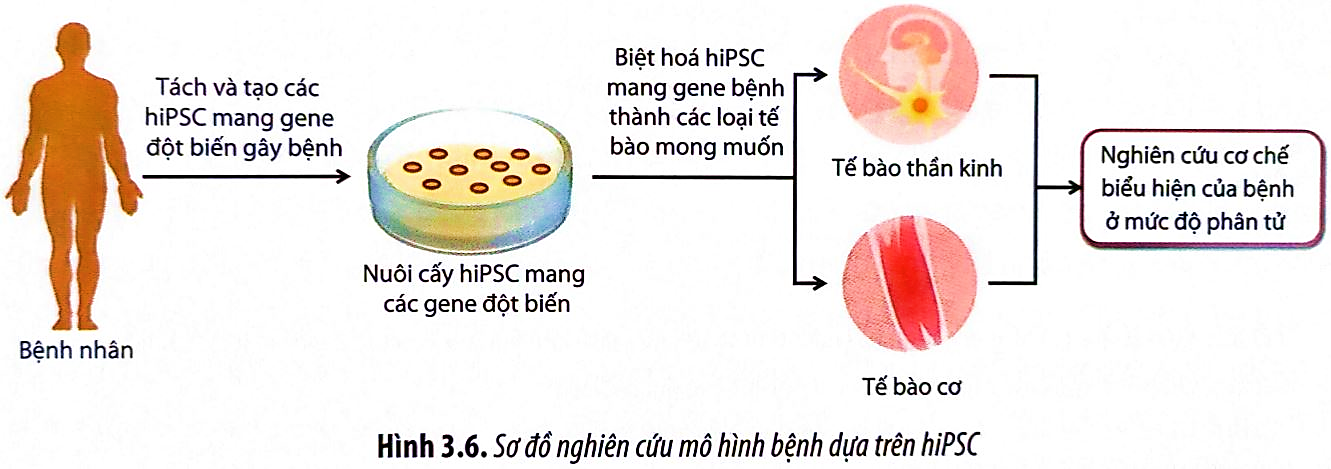 Tách và tạo các
hiPSC mang gene
đột biến gây bệnh
Bệnh nhân
Nuôi cấy hiPSC mang
các gene đột biến
Biệt hoá hiPSC
mang gene bệnh
thành các loại tế
bào mong muốn
Tế bào thần kinh
Tế bào cơ
Nghiên cứu cơ chế
biểu hiện của bệnh
ở mức độ phân tử
Hình 3.6. Sơ đồ nghiên cứu mô hình bệnh dựa trên hiPSC